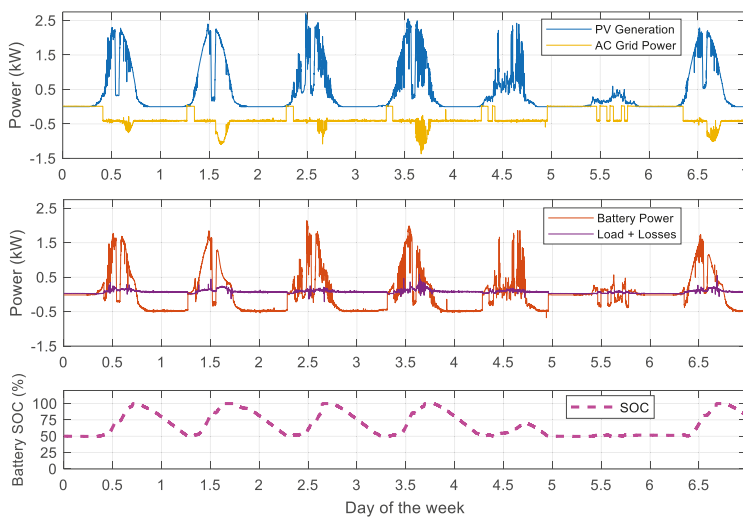 2.5
1.5
0.5
-0.5
-1.5
Power (kW)
PV Generation
AC Grid Power
0 0.5 1 1.5 2 2.5 3 3.5 4 4.5 5 5.5 6 6.5 7
2.5
1.5
0.5
-0.5
-1.5
Power (kW)
Battery Power
Load + Losses
0 0.5 1 1.5 2 2.5 3 3.5 4 4.5 5 5.5 6 6.5 7
100
75
50
25
0
Battery SOC (%)
SOC
0 0.5 1 1.5 2 2.5 3 3.5 4 4.5 5 5.5 6 6.5 7
Day of the week